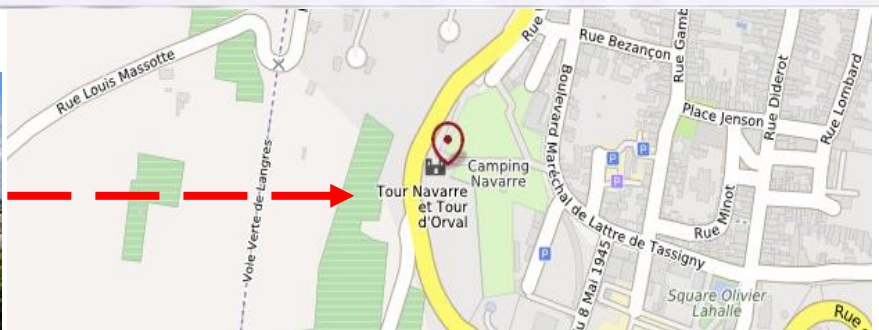 Rue Louis Massotte
Voie Verte de Langres
Tour Navarre
et Tour
d'Orval
Camping
Navarre
Rue
Rue Bezançon
Boulevard Maréchal de Lattre de Tassigny
Rue Gamb
Place Jenson
Rue Diderot
Rue Lombard
P
P
P
Rue Minot
P
u 8 Mai 1945
Square Olivier
Lahalle
Rue